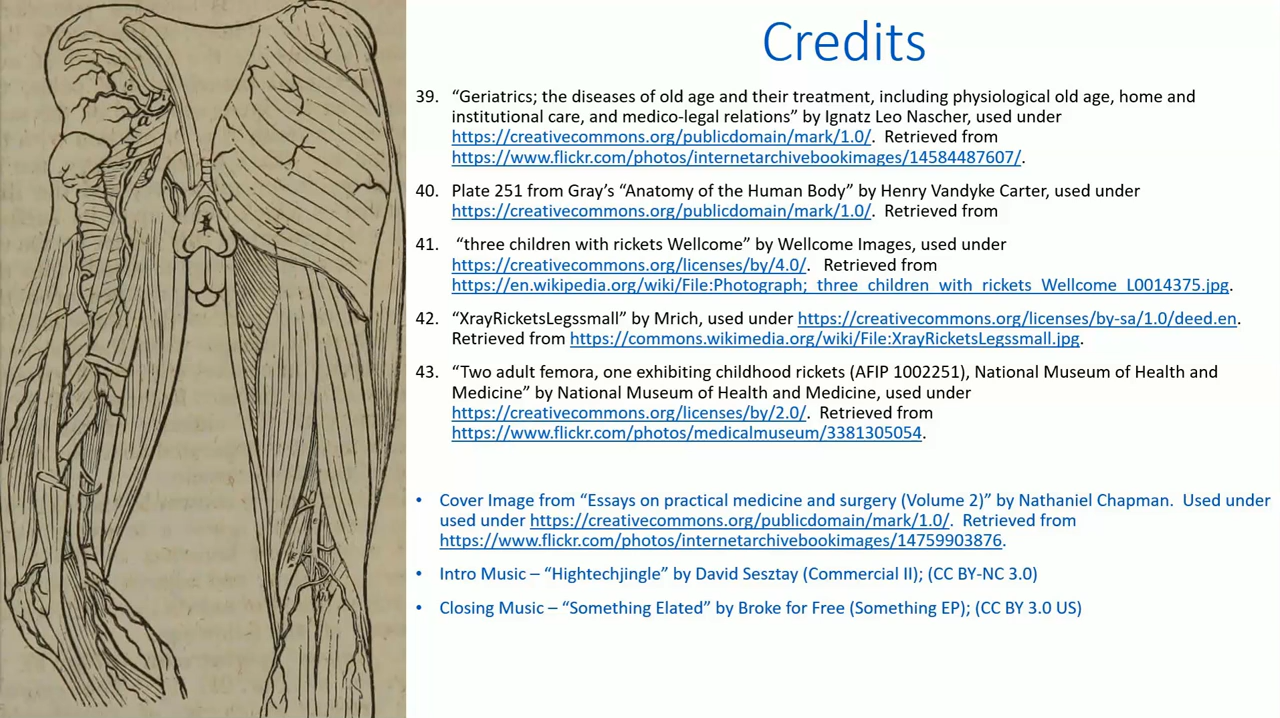 Credits
39. “Geriatrics; the diseases of old age and their treatment, including physiological old age, home and
institutional care, and medico-legal relations” by Ignatz Leo Nascher, used under
https://creativecommons.org/publicdomain/mark/1.0/. Retrieved from
https://www.flickr.com/photos/internetarchivebookimages/14584487607/.
40. Plate 251 from Gray’s “Anatomy of the Human Body” by Henry Vandyke Carter, used under
https://creativecommons.org/publicdomain/mark/1.0/. Retrieved from
41. “three children with rickets Wellcome” by Wellcome Images, used under
https://creativecommons.org/licenses/by/4.0/. Retrieved from
https://en.wikipedia.org/wiki/File:Photograph;_three_children_with_rickets_Wellcome_L0014375.jpg.
42. “XrayRicketsLegssmall” by Mrich, used under https://creativecommons.org/licenses/by-sa/1.0/deed.en.
Retrieved from https://commons.wikimedia.org/wiki/File:XrayRicketsLegssmall.jpg.
43. “Two adult femora, one exhibiting childhood rickets (AFIP 1002251), National Museum of Health and
Medicine” by National Museum of Health and Medicine, used under
https://creativecommons.org/licenses/by/2.0/. Retrieved from
https://www.flickr.com/photos/medicalmuseum/3381305054.
• Cover Image from “Essays on practical medicine and surgery (Volume 2)” by Nathaniel Chapman. Used under
used under https://creativecommons.org/publicdomain/mark/1.0/. Retrieved from
https://www.flickr.com/photos/internetarchivebookimages/14759903876.
• Intro Music – “Hightechjingle” by David Sesztay (Commercial II); (CC BY-NC 3.0)
• Closing Music – “Something Elated” by Broke for Free (Something EP); (CC BY 3.0 US)